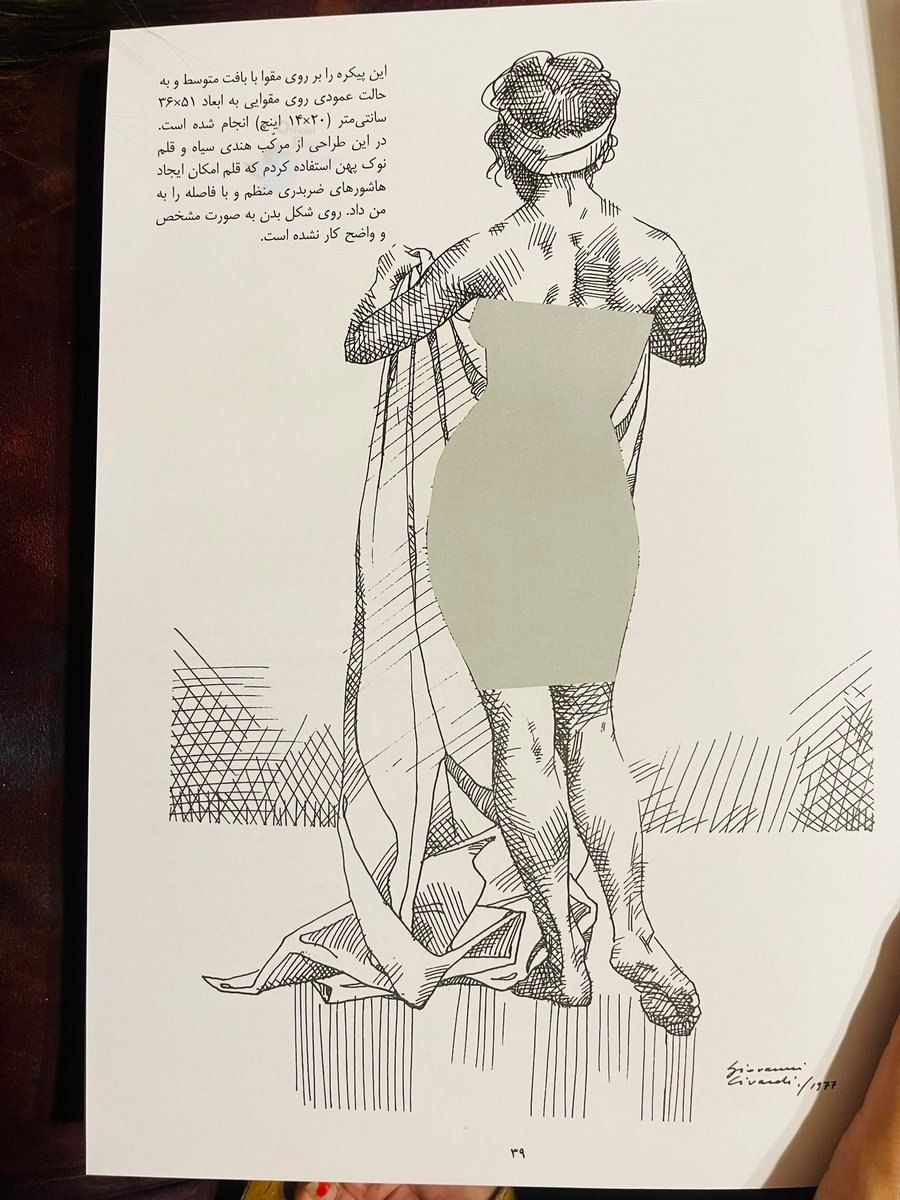 این پیکره را بر روی مقوا با بافت متوسط و به
حالت عمودی روی مقوایی به ابعاد ۵۱×۳۶
سانتی‌متر (۲۰×۱۴ اینچ) انجام شده است.
در این طراحی از مرکّب هندی سیاه و قلم
نوک پهن استفاده کردم که قلم امکان ایجاد
هاشورهای ضربدری منظم و با فاصله را به
من داد. روی شکل بدن به صورت مشخص
و واضح کار نشده است.
Giovanni
Civardi./1977
۳۹